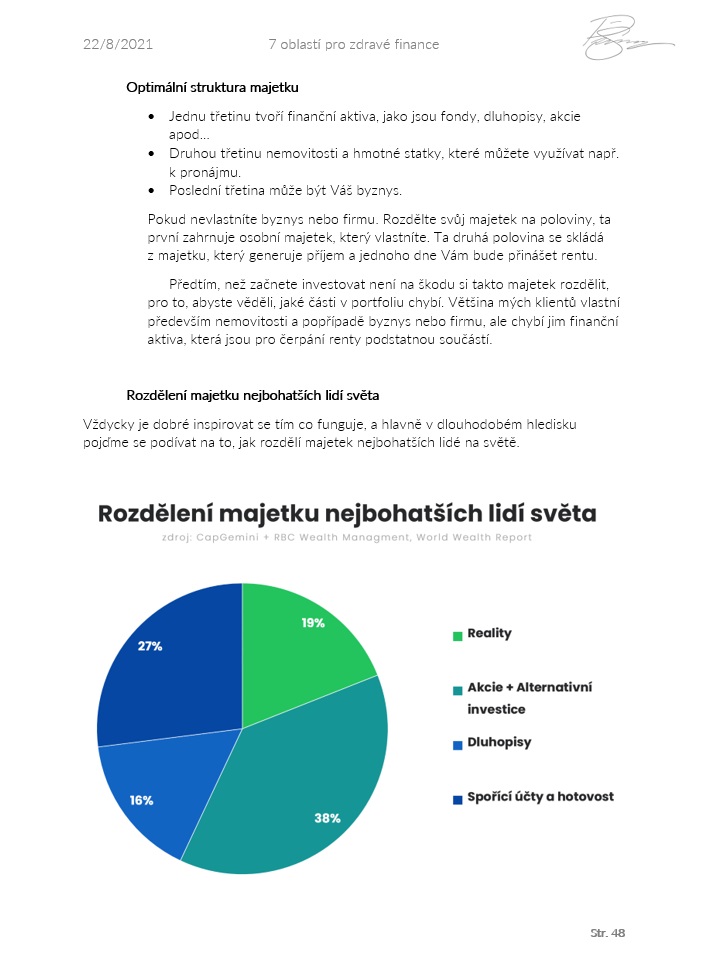 22/8/2021 7 oblastí pro zdravé finance
Optimální struktura majetku
• Jednu třetinu tvoří finanční aktiva, jako jsou fondy, dluhopisy, akcie
apod...
• Druhou třetinu nemovitosti a hmotné statky, které můžete využívat např.
k pronájmu.
• Poslední třetina může být Váš byznys.
Pokud nevlastníte byznys nebo firmu. Rozdělte svůj majetek na poloviny, ta
první zahrnuje osobní majetek, který vlastníte. Ta druhá polovina se skládá
z majetku, který generuje příjem a jednoho dne Vám bude přinášet rentu.
Předtím, než začnete investovat není na škodu si takto majetek rozdělit,
pro to, abyste věděli, jaké části v portfoliu chybí. Většina mých klientů vlastní
především nemovitosti a popřípadě byznys nebo firmu, ale chybí jim finanční
aktiva, která jsou pro čerpání renty podstatnou součástí.
Rozdělení majetku nejbohatších lidí světa
Vždycky je dobré inspirovat se tím co funguje, a hlavně v dlouhodobém hledisku
pojďme se podívat na to, jak rozdělí majetek nejbohatších lidé na světě.
Rozdělení majetku nejbohatších lidí světa
zdroj: CapGemini + RBC Wealth Managment, World Wealth Report
19%
27%
16%
38%
Reality
Akcie + Alternativní
investice
Dluhopisy
Spořící účty a hotovost
Str. 48